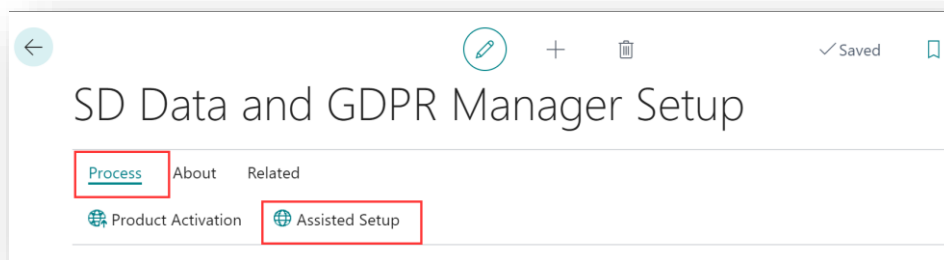 Saved
SD Data and GDPR Manager Setup
Process About Related
Product Activation Assisted Setup